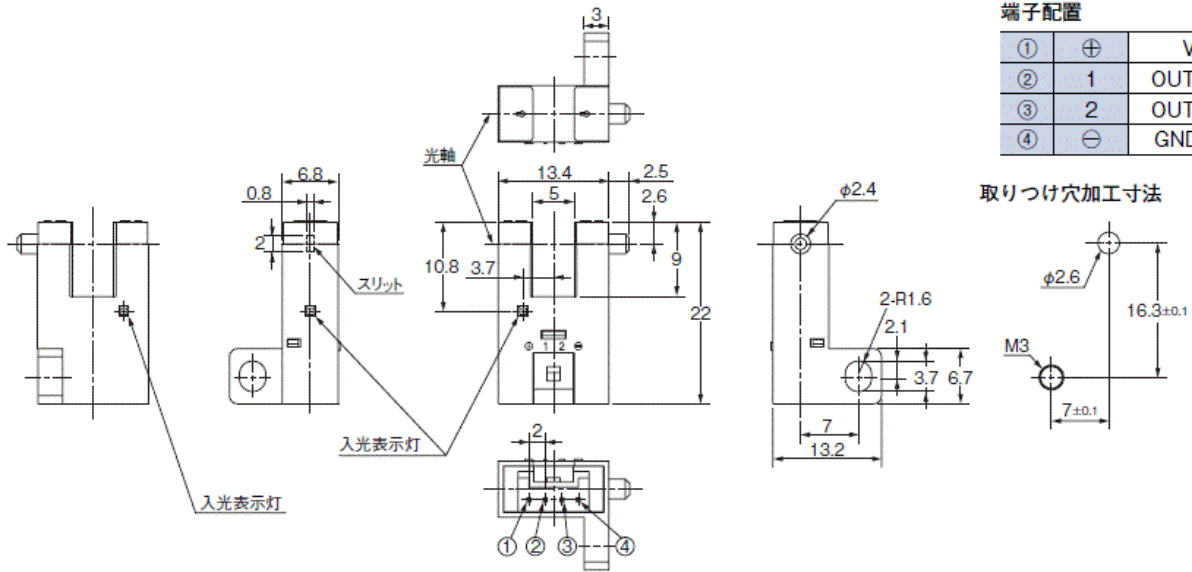 端子配置
① ⊕ V
② 1 OUT
③ 2 OUT
④ ⊖ GND
取りつけ穴加工寸法
3
光軸
6.8
0.8
2
スリット
13.4
2.5
5
2.6
10.8
3.7
9
22
⊕ 1 2 ⊖
入光表示灯
入光表示灯
2
① ② ③ ④
φ2.4
2-R1.6
2.1
3.7
6.7
7
13.2
φ2.6
16.3±0.1
M3
7±0.1